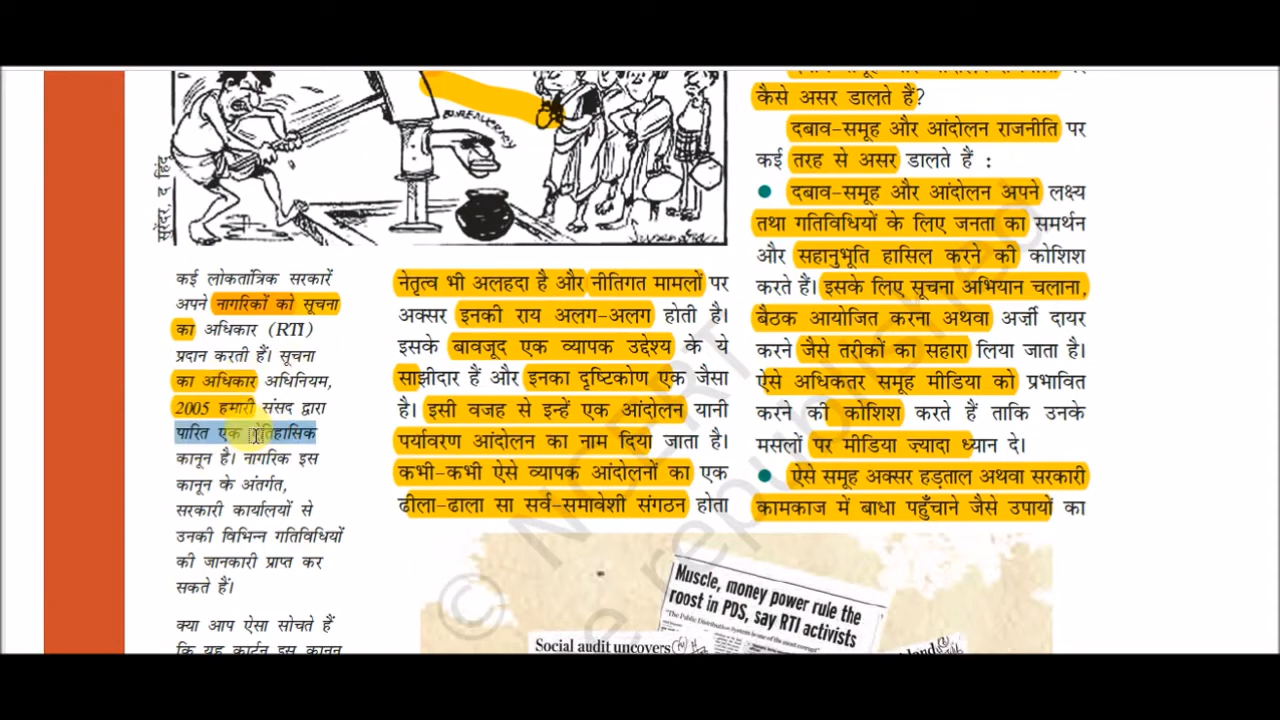 BUREAUCRACY
सुरेंदर, द हिंदू
कई लोकतांत्रिक सरकारें
अपने नागरिकों को सूचना
का अधिकार (RTI)
प्रदान करती हैं। सूचना
का अधिकार अधिनियम,
2005 हमारी संसद द्वारा
पारित एक ऐतिहासिक
कानून है। नागरिक इस
कानून के अंतर्गत,
सरकारी कार्यालयों से
उनकी विभिन्न गतिविधियों
की जानकारी प्राप्त कर
सकते हैं।
क्या आप ऐसा सोचते हैं
कि यह कार्टून इस कानून
नेतृत्व भी अलहदा है और नीतिगत मामलों पर
अक्सर इनकी राय अलग-अलग होती है।
इसके बावजूद एक व्यापक उद्देश्य के ये
साझीदार हैं और इनका दृष्टिकोण एक जैसा
है। इसी वजह से इन्हें एक आंदोलन यानी
पर्यावरण आंदोलन का नाम दिया जाता है।
कभी-कभी ऐसे व्यापक आंदोलनों का एक
ढीला-ढाला सा सर्व-समावेशी संगठन होता
कैसे असर डालते हैं?
दबाव-समूह और आंदोलन राजनीति पर
कई तरह से असर डालते हैं :
● दबाव-समूह और आंदोलन अपने लक्ष्य
तथा गतिविधियों के लिए जनता का समर्थन
और सहानुभूति हासिल करने की कोशिश
करते हैं। इसके लिए सूचना अभियान चलाना,
बैठक आयोजित करना अथवा अर्ज़ी दायर
करने जैसे तरीकों का सहारा लिया जाता है।
ऐसे अधिकतर समूह मीडिया को प्रभावित
करने की कोशिश करते हैं ताकि उनके
मसलों पर मीडिया ज़्यादा ध्यान दे।
● ऐसे समूह अक्सर हड़ताल अथवा सरकारी
कामकाज में बाधा पहुँचाने जैसे उपायों का
Muscle, money power rule the
roost in PDS, say RTI activists
Social audit uncovers
© NCERT
republished